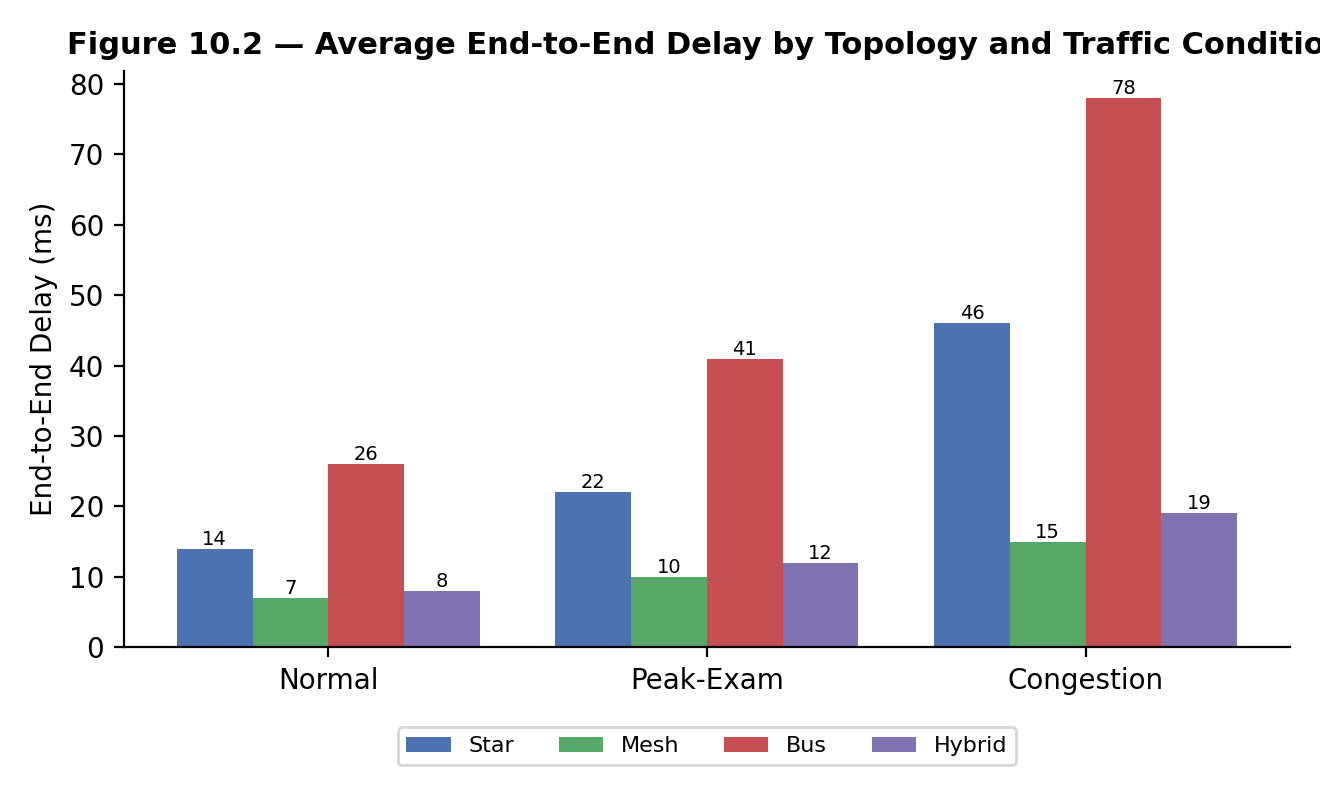 Figure 10.2 — Average End-to-End Delay by Topology and Traffic Conditio
End-to-End Delay (ms)
80
70
60
50
40
30
20
10
0
14
7
26
8
22
10
41
12
46
15
78
19
Normal
Peak-Exam
Congestion
Star
Mesh
Bus
Hybrid